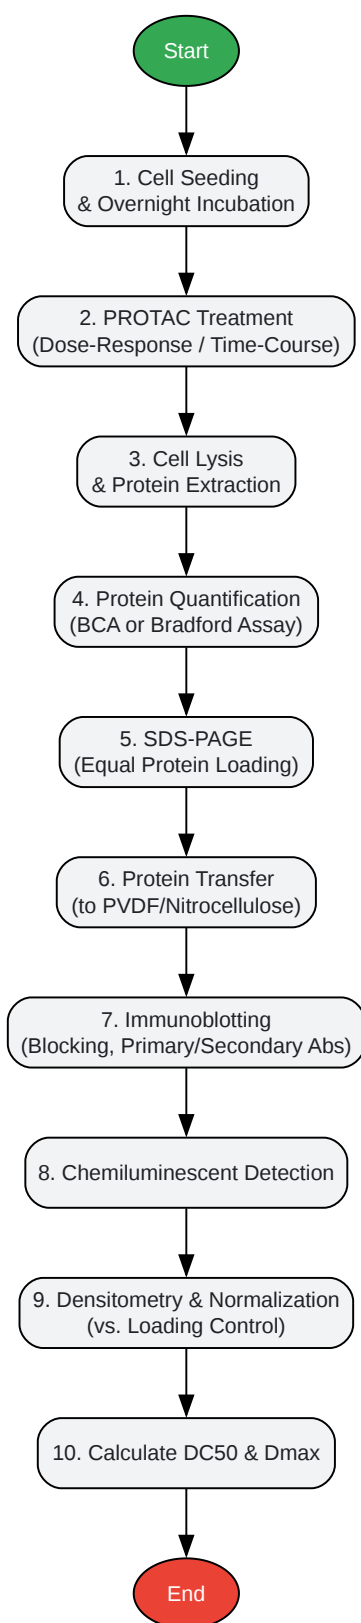 Start
1. Cell Seeding
& Overnight Incubation
2. PROTAC Treatment
(Dose-Response / Time-Course)
3. Cell Lysis
& Protein Extraction
4. Protein Quantification
(BCA or Bradford Assay)
5. SDS-PAGE
(Equal Protein Loading)
6. Protein Transfer
(to PVDF/Nitrocellulose)
7. Immunoblotting
(Blocking, Primary/Secondary Abs)
8. Chemiluminescent Detection
9. Densitometry & Normalization
(vs. Loading Control)
10. Calculate DC50 & Dmax
End